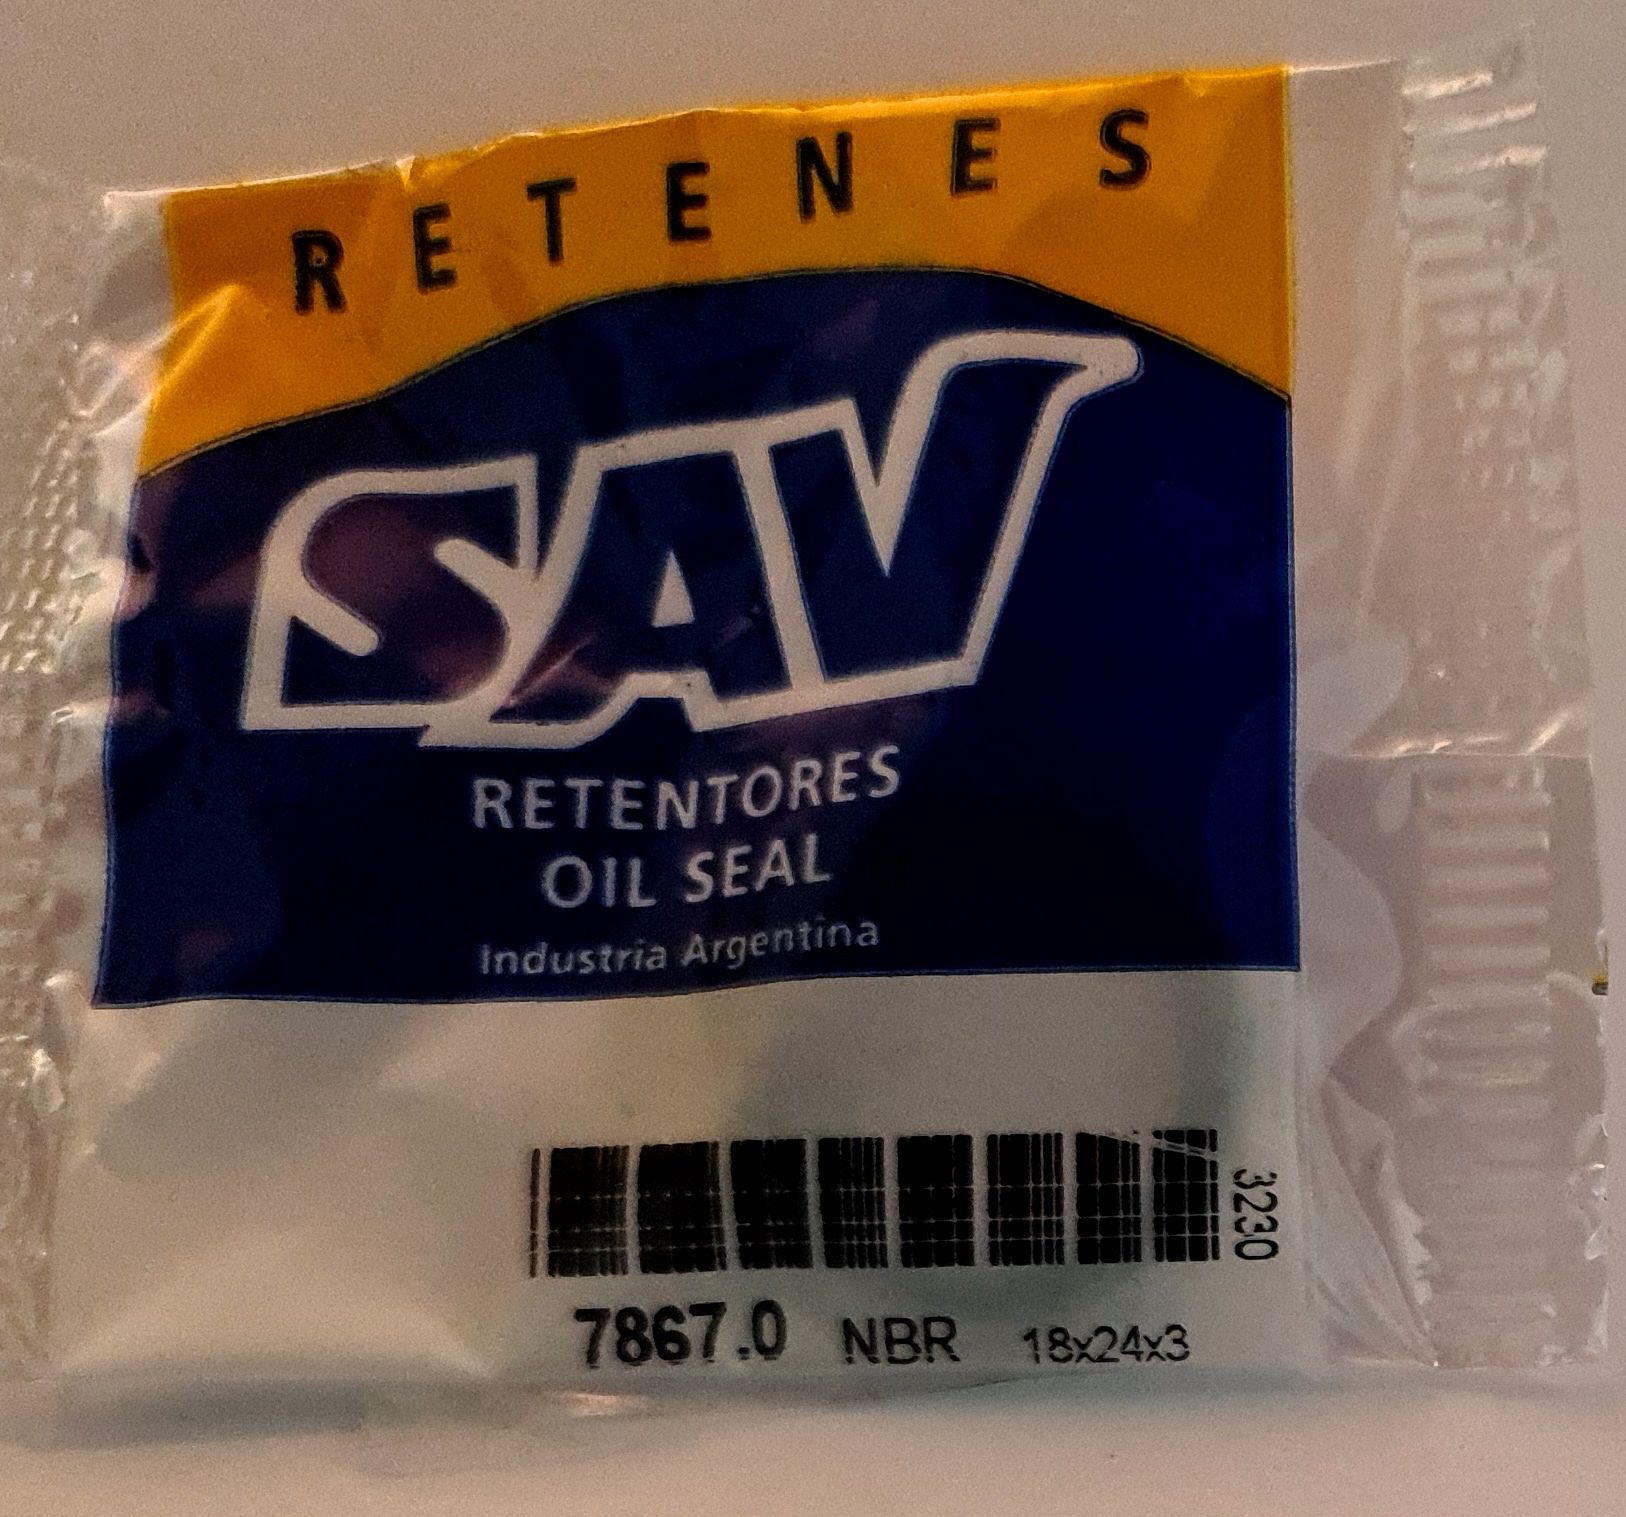 RETENES
SAV
RETENTORES
OIL SEAL
Industria Argentina
3230
7867.0 NBR 18x24x3